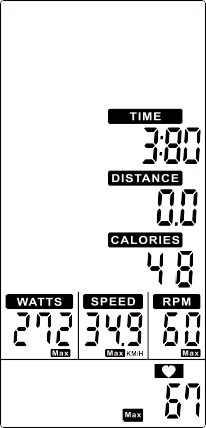 TIME
3:80
DISTANCE
0.0
CALORIES
48
WATTS SPEED RPM
272 34.9 60
Max Max KM/H Max
67
Max